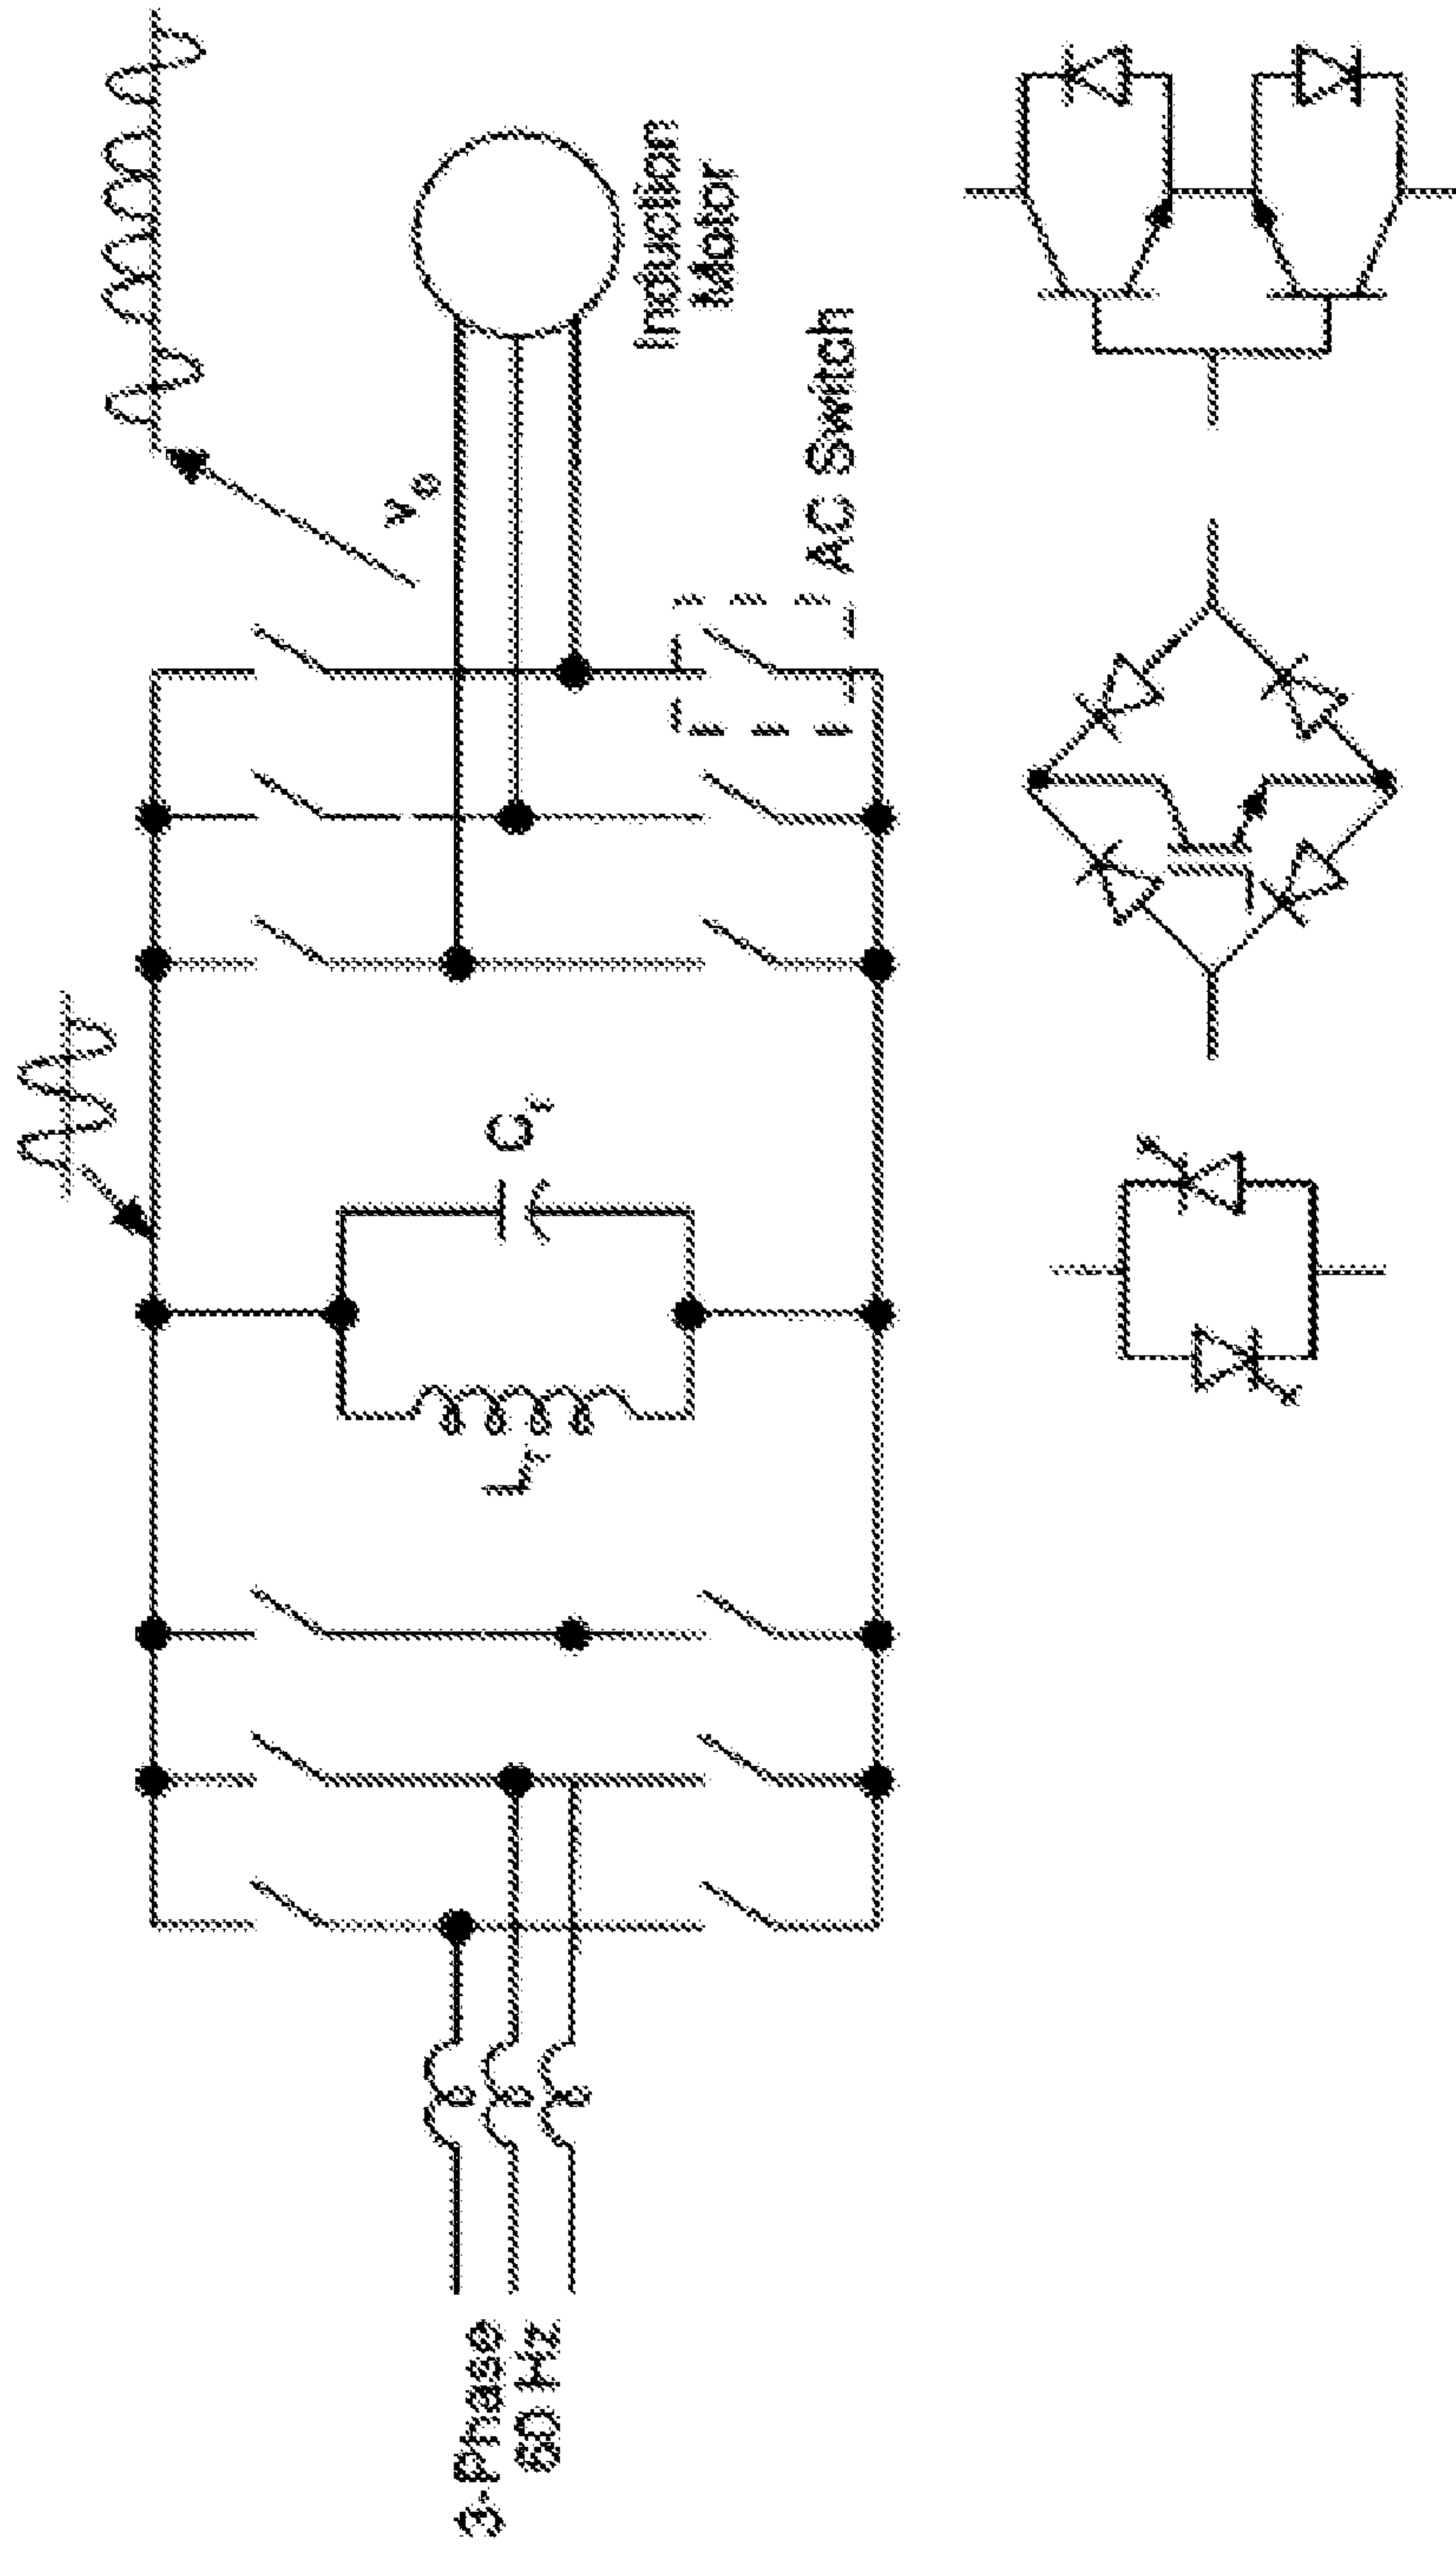 3-Phase
60 Hz
Lr
Cr
vo
Induction
Motor
AC Switch